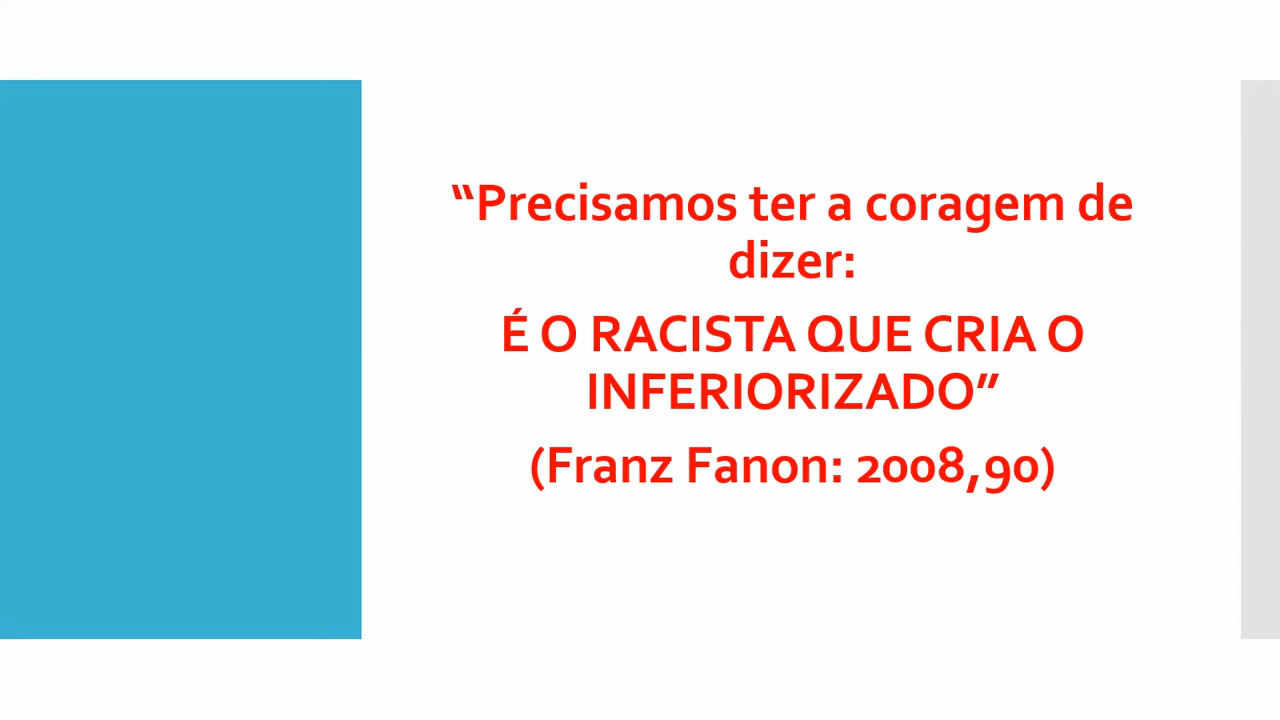 “Precisamos ter a coragem de
dizer:
É O RACISTA QUE CRIA O
INFERIORIZADO”
(Franz Fanon: 2008,90)